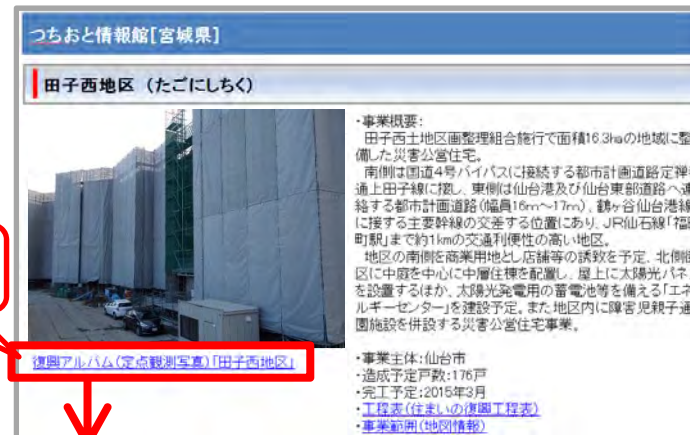 つちおと情報館[宮城県]
田子西地区 (たごにしちく)
・事業概要:
田子西土地区画整理組合施行で面積16.3haの地域に整
備した災害公営住宅。
南側は国道4号バイパスに接続する都市計画道路定禅
通上田子線に接し、東側は仙台港及び仙台東部道路へ連
絡する都市計画道路(幅員16m~17m)、鶴ヶ谷仙台港線
に接する主要幹線の交差する位置にあり、JR仙石線「福
町駅」まで約1kmの交通利便性の高い地区。
地区の南側を商業用地とし店舗等の誘致を予定、北側街
区に中庭を中心に中層住棟を配置し、屋上に太陽光パネ
を設置するほか、太陽光発電用の蓄電池等を備える「エネ
ルギーセンター」を建設予定。また地区内に障害児親子通
園施設を併設する災害公営住宅事業。
復興アルバム(定点観測写真)「田子西地区」
・事業主体:仙台市
・造成予定戸数:176戸
・完工予定:2015年3月
・工程表(住まいの復興工程表)
・事業範囲(地図情報)